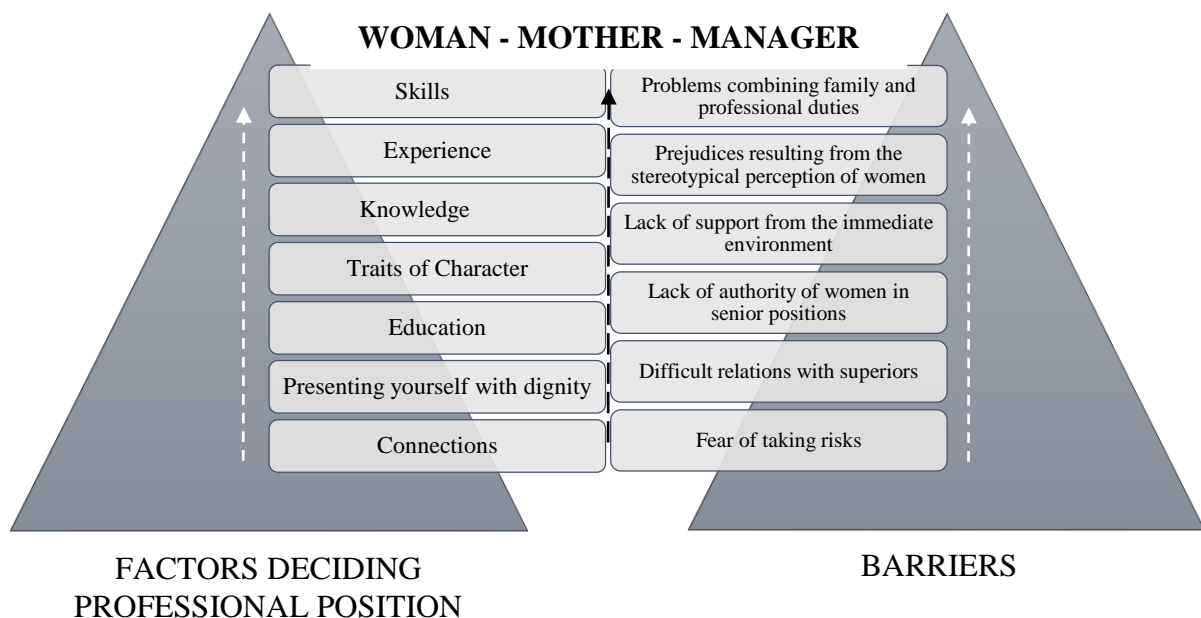 WOMAN - MOTHER - MANAGER
Skills
Experience
Knowledge
Traits of Character
Education
Presenting yourself with dignity
Connections
Problems combining family and
professional duties
Prejudices resulting from the
stereotypical perception of women
Lack of support from the immediate
environment
Lack of authority of women in
senior positions
Difficult relations with superiors
Fear of taking risks
FACTORS DECIDING
PROFESSIONAL POSITION
BARRIERS